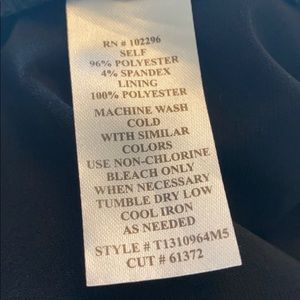 RN # 102296
SELF
96% POLYESTER
4% SPANDEX
LINING
100% POLYESTER
MACHINE WASH
COLD
WITH SIMILAR
COLORS
USE NON-CHLORINE
BLEACH ONLY
WHEN NECESSARY
TUMBLE DRY LOW
COOL IRON
AS NEEDED
STYLE # T1310964M5
CUT # 61372